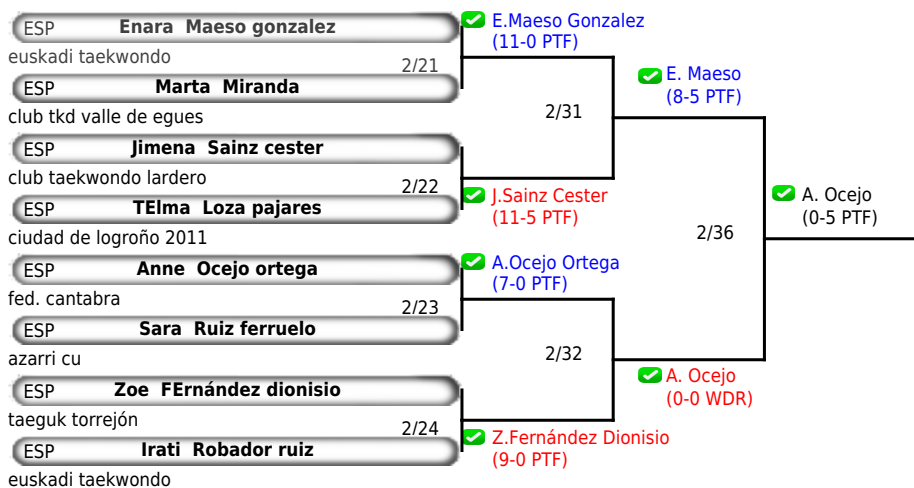 ESP Enara Maeso gonzalez
euskadi taekwondo
2/21
ESP Marta Miranda
club tkd valle de egues
ESP Jimena Sainz cester
club taekwondo lardero
2/22
ESP TElma Loza pajares
ciudad de logroño 2011
ESP Anne Ocejo ortega
fed. cantabra
2/23
ESP Sara Ruiz ferruelo
azarri cu
ESP Zoe FErnández dionisio
taeguk torrejón
2/24
ESP Irati Robador ruiz
euskadi taekwondo
E.Maeso Gonzalez
(11-0 PTF)
2/31
J.Sainz Cester
(11-5 PTF)
A.Ocejo Ortega
(7-0 PTF)
2/32
Z.Fernández Dionisio
(9-0 PTF)
E. Maeso
(8-5 PTF)
2/36
A. Ocejo
(0-0 WDR)
A. Ocejo
(0-5 PTF)